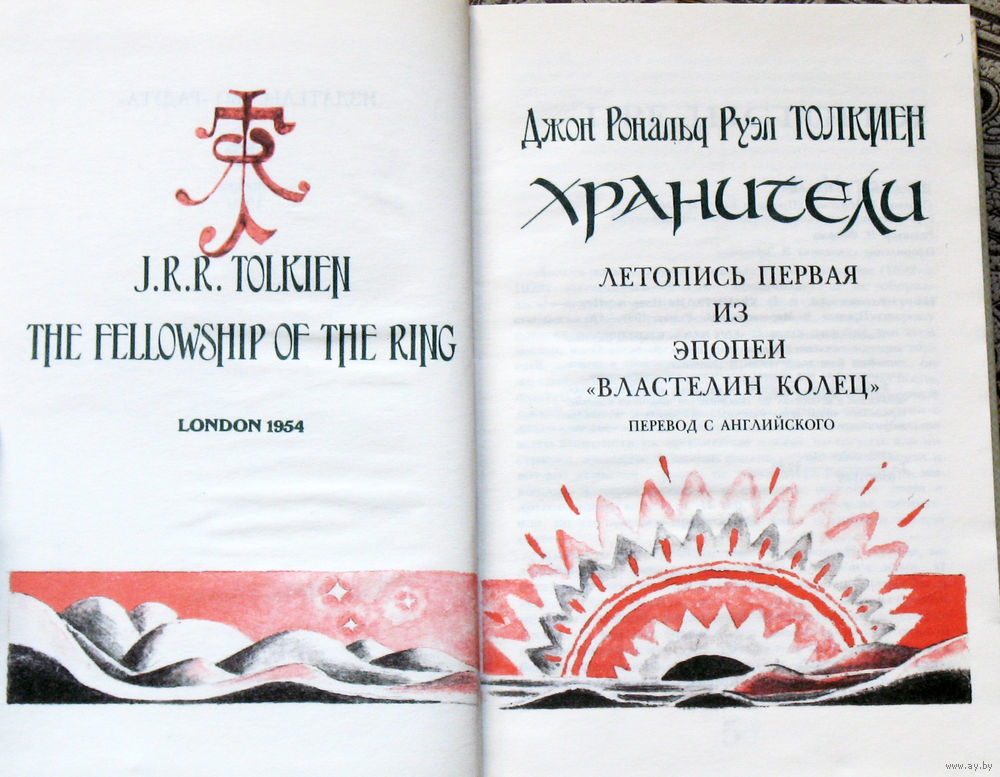 J.R.R. TOLKIEN
THE FELLOWSHIP OF THE RING
LONDON 1954
Джон Рональд Руэл ТОЛКИЕН
ХРАНИТЕЛИ
ЛЕТОПИСЬ ПЕРВАЯ
ИЗ
ЭПОПЕИ
«ВЛАСТЕЛИН КОЛЕЦ»
ПЕРЕВОД С АНГЛИЙСКОГО
www.ay.by